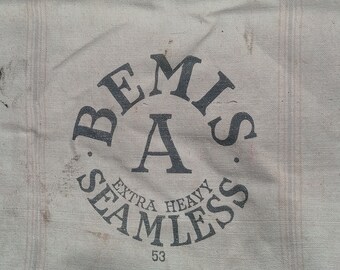 · BEMIS ·
A
EXTRA HEAVY
SEAMLESS
53